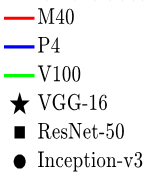 M40
P4
V100
VGG-16
ResNet-50
Inception-v3